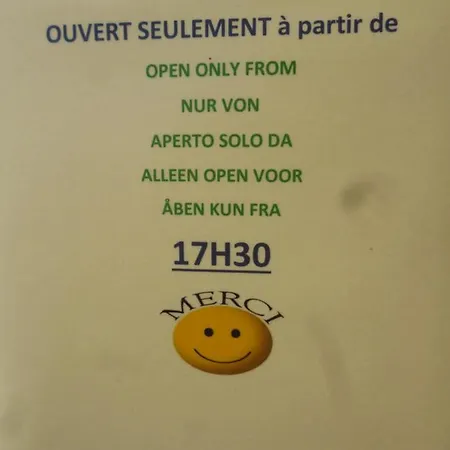 OUVERT SEULEMENT à partir de
OPEN ONLY FROM
NUR VON
APERTO SOLO DA
ALLEEN OPEN VOOR
ÅBEN KUN FRA
17H30
MERCI